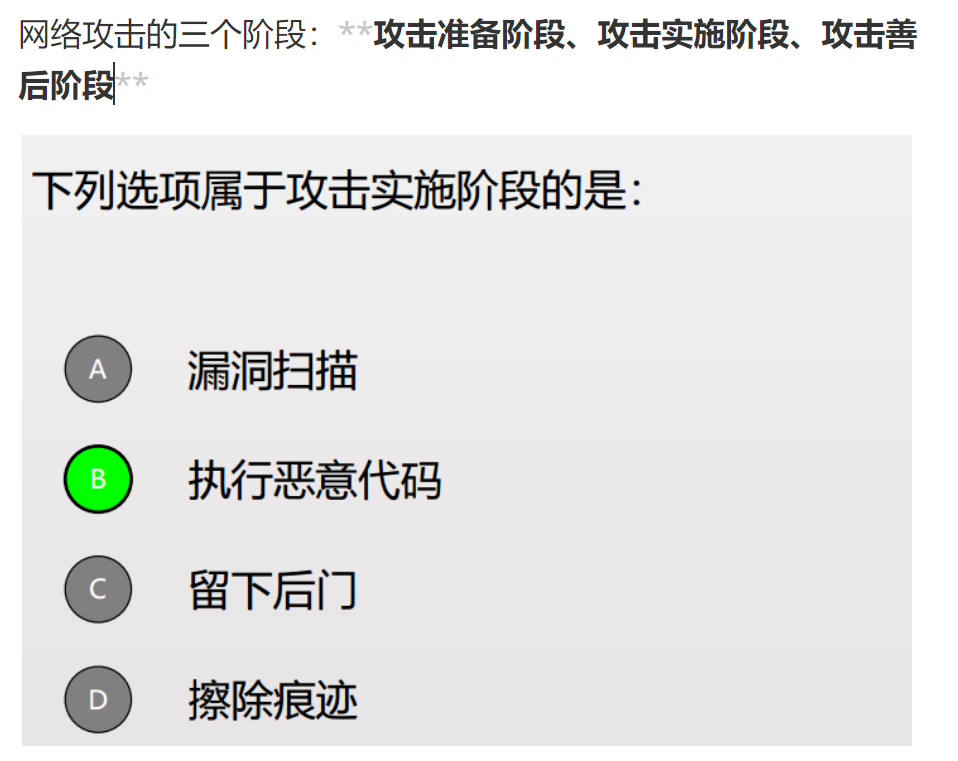 网络攻击的三个阶段：**攻击准备阶段、攻击实施阶段、攻击善
后阶段**
下列选项属于攻击实施阶段的是：
A 漏洞扫描
B 执行恶意代码
C 留下后门
D 擦除痕迹